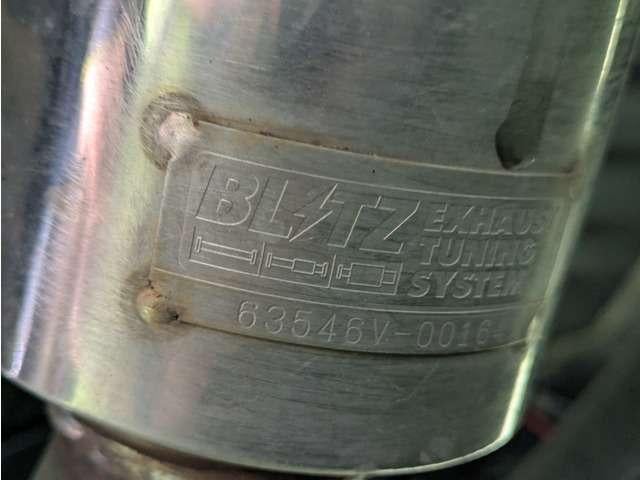 BLITZ EXHAUS
TUNING
SYSTEM
63546V-0016